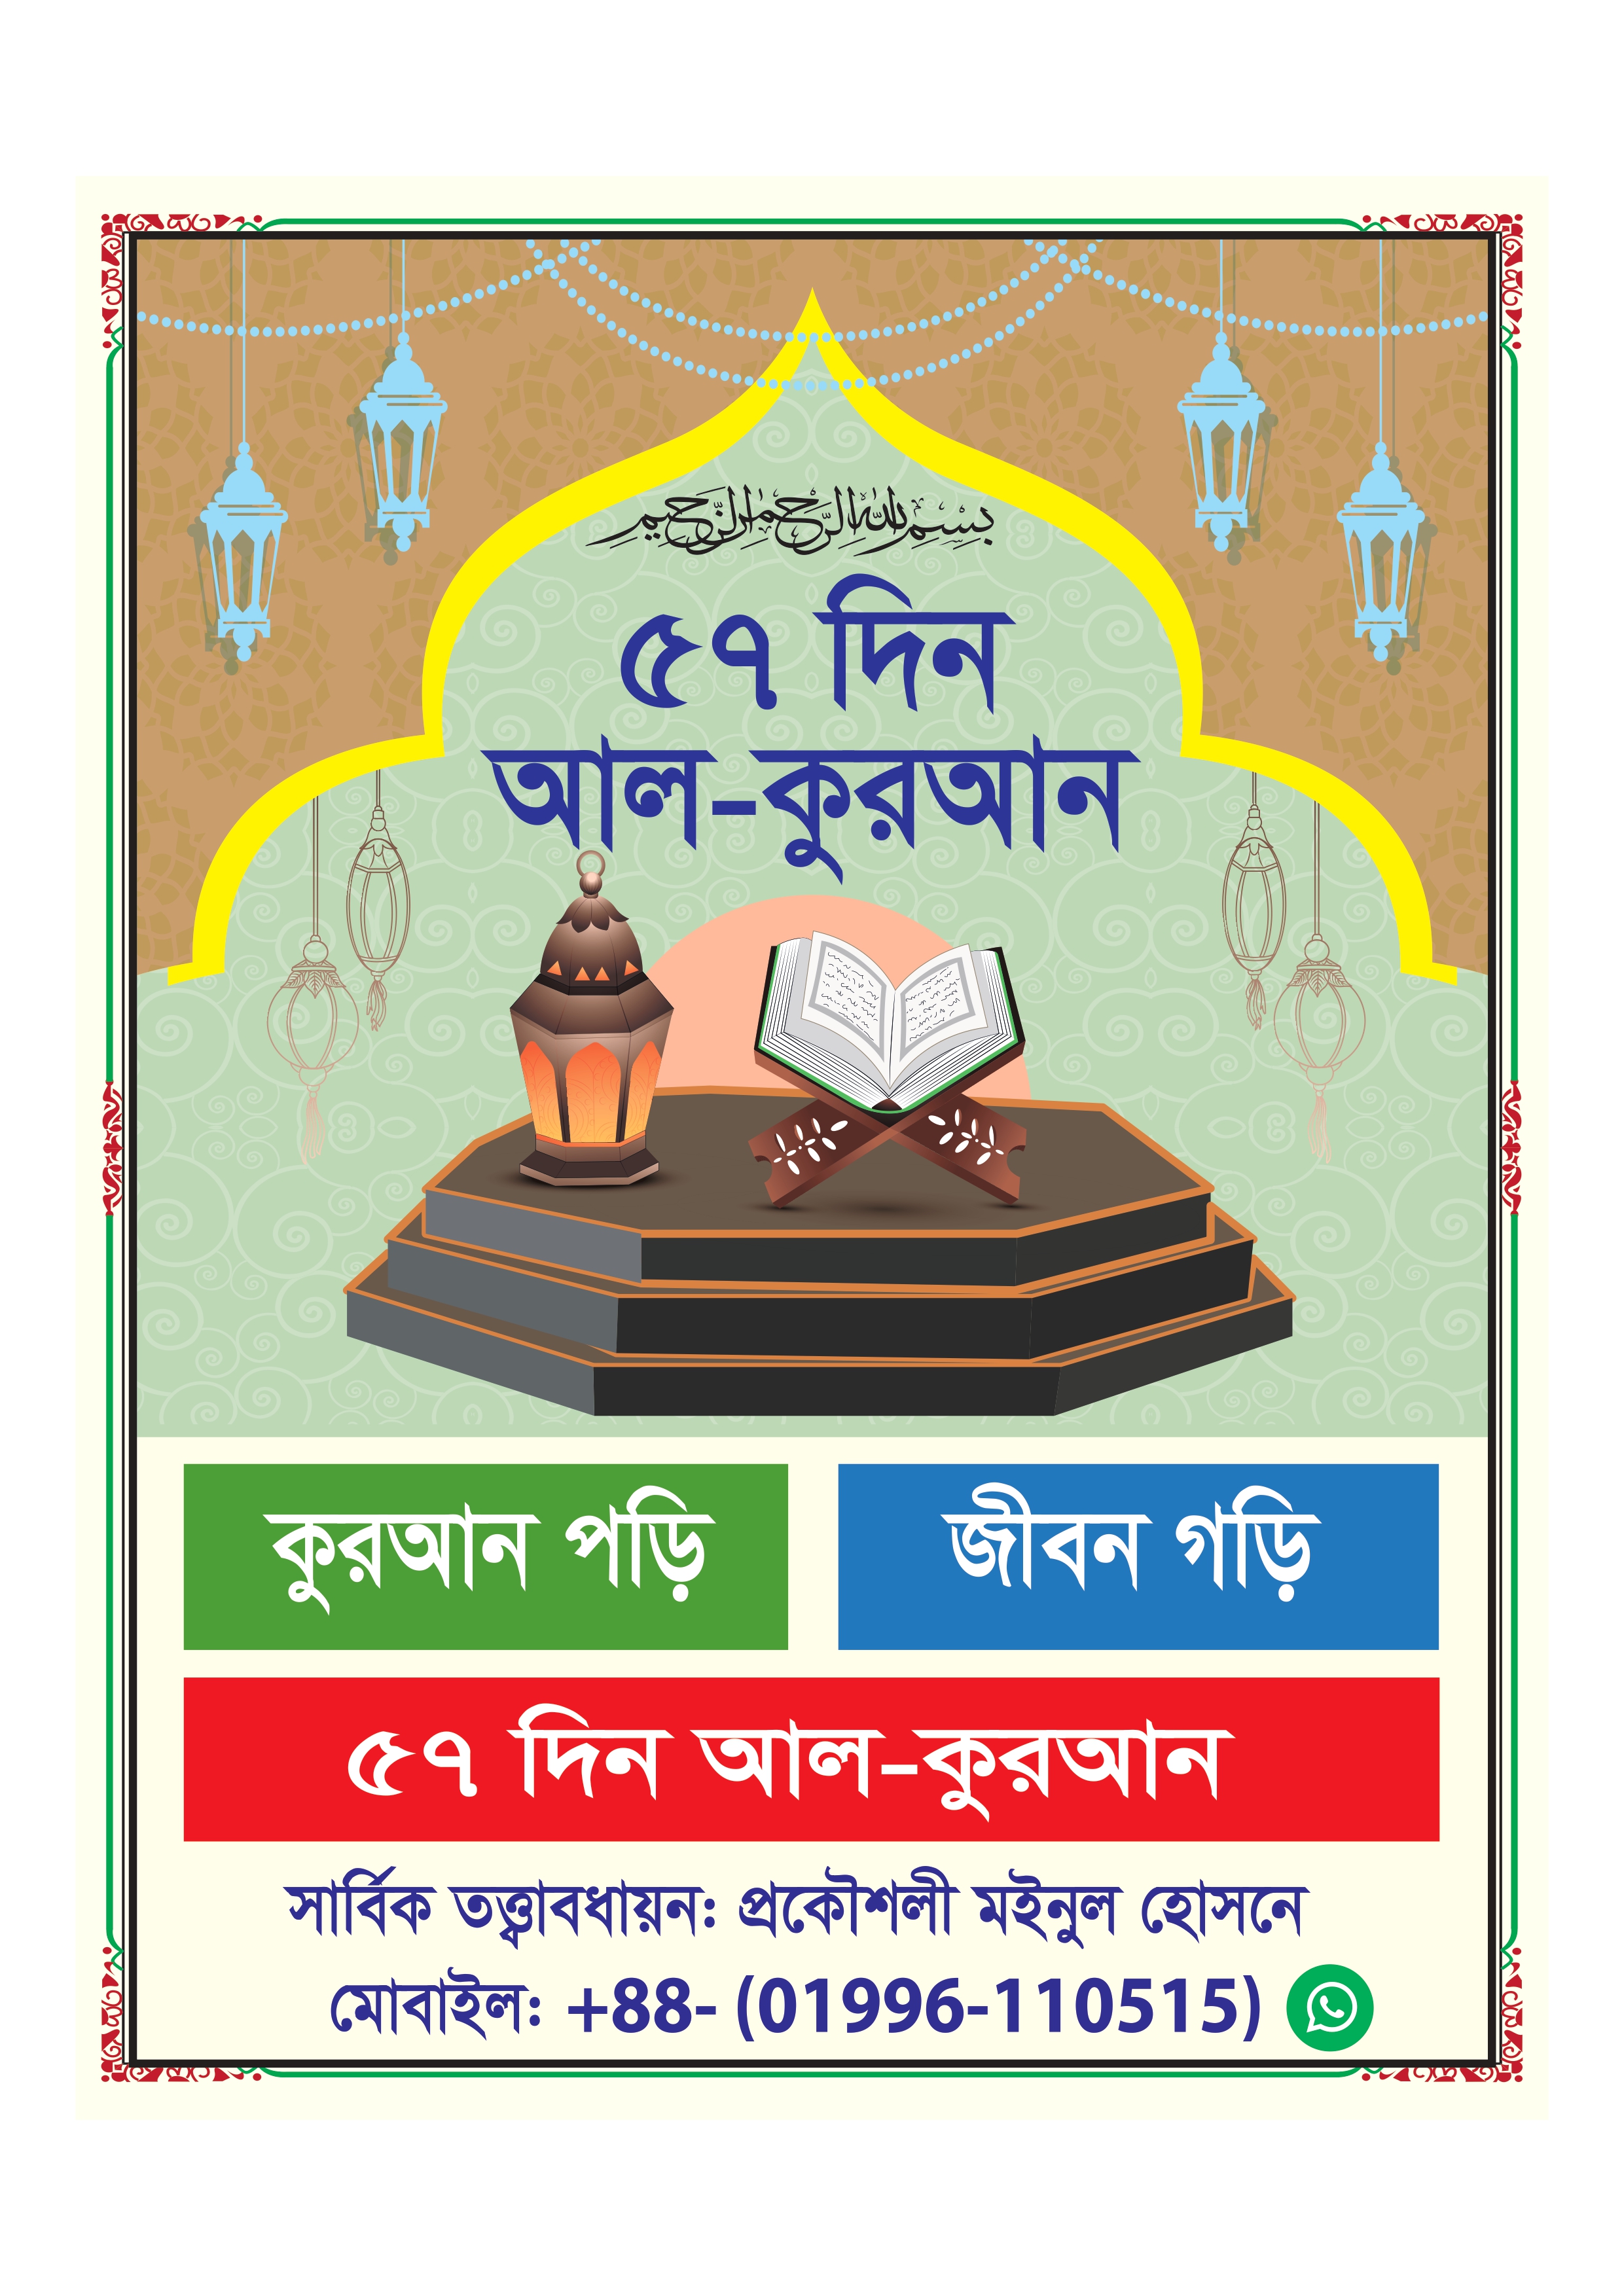 بسم الله الرحمن الرحيم
৫৭ দিন
আল-কুরআন
কুরআন পড়ি
জীবন গড়ি
৫৭ দিন আল-কুরআন
সার্বিক তত্ত্বাবধায়ন: প্রকৌশলী মইনুল হোসনে
মোবাইল: +88- (01996-110515)